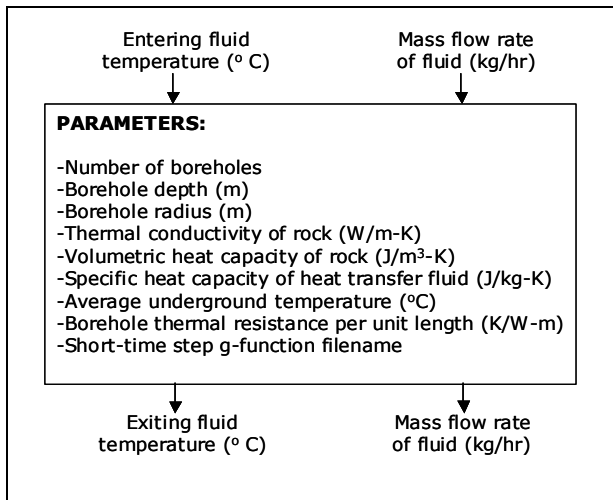 Entering fluid
temperature (° C)
Mass flow rate
of fluid (kg/hr)
PARAMETERS:
-Number of boreholes
-Borehole depth (m)
-Borehole radius (m)
-Thermal conductivity of rock (W/m-K)
-Volumetric heat capacity of rock (J/m³-K)
-Specific heat capacity of heat transfer fluid (J/kg-K)
-Average underground temperature (°C)
-Borehole thermal resistance per unit length (K/W-m)
-Short-time step g-function filename
Exiting fluid
temperature (° C)
Mass flow rate
of fluid (kg/hr)